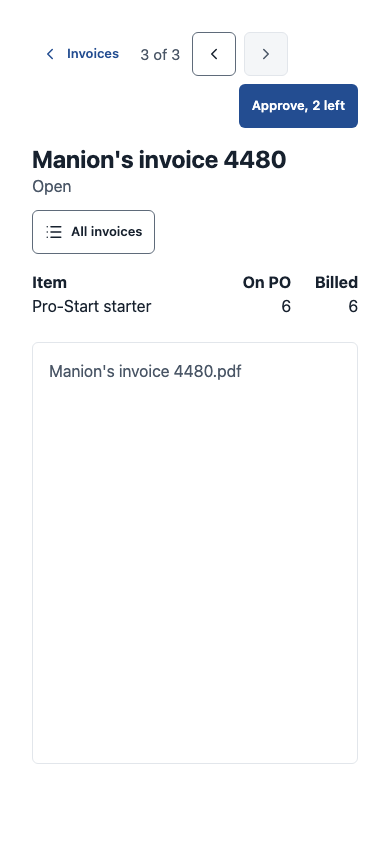 Invoices 3 of 3
Approve, 2 left
Manion's invoice 4480
Open
All invoices
Item On PO Billed
Pro-Start starter 6 6
Manion's invoice 4480.pdf